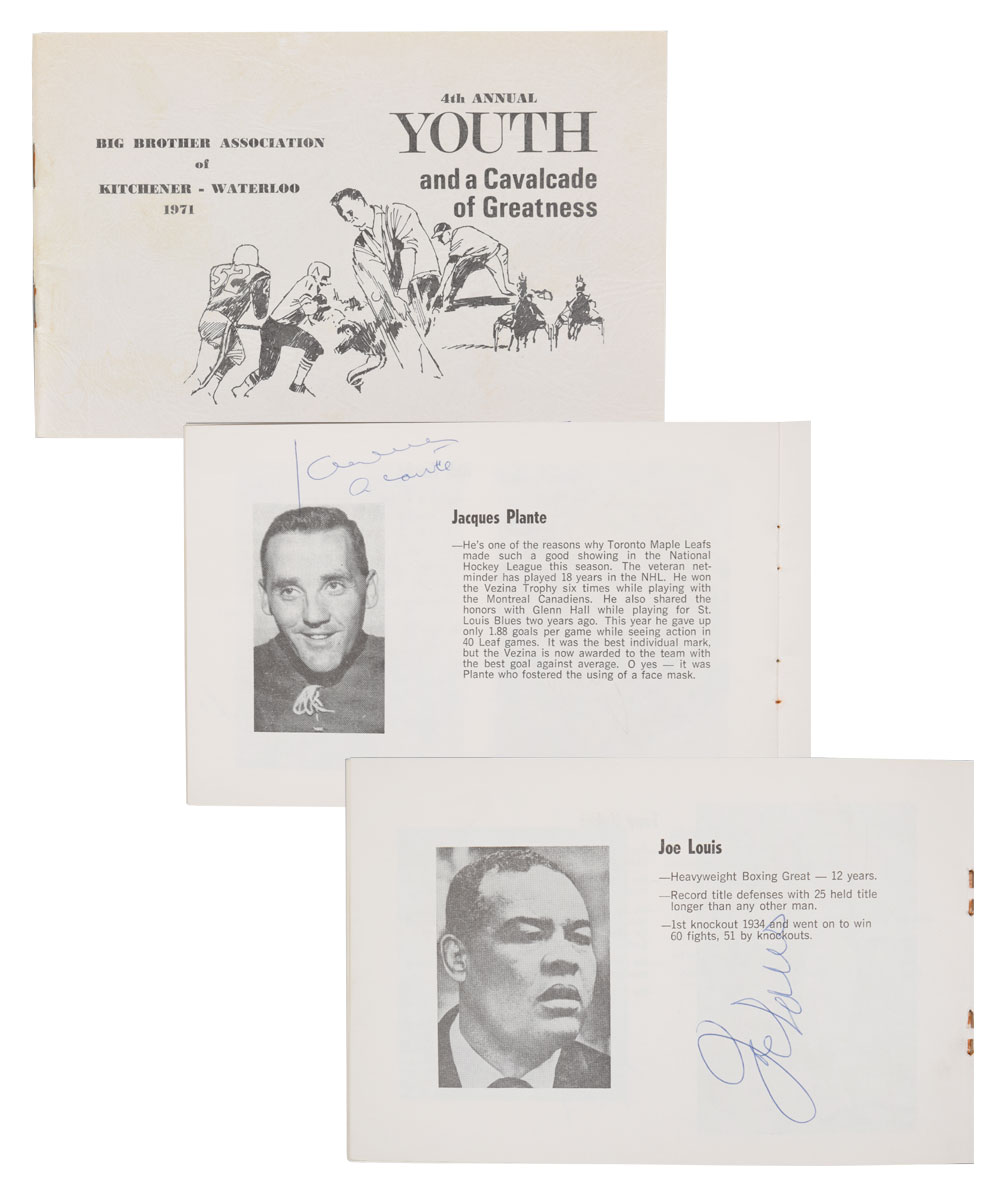 BIG BROTHER ASSOCIATION
of
KITCHENER - WATERLOO
1971
4th ANNUAL
YOUTH
and a Cavalcade
of Greatness
Jacques Plante
—He's one of the reasons why Toronto Maple Leafs
made such a good showing in the National
Hockey League this season. The veteran net-
minder has played 18 years in the NHL. He won
the Vezina Trophy six times while playing with
the Montreal Canadiens. He also shared the
honors with Glenn Hall while playing for St.
Louis Blues two years ago. This year he gave up
only 1.88 goals per game while seeing action in
40 Leaf games. It was the best individual mark,
but the Vezina is now awarded to the team with
the best goal against average. O yes — it was
Plante who fostered the using of a face mask.
Joe Louis
—Heavyweight Boxing Great — 12 years.
—Record title defenses with 25 held title
longer than any other man.
—1st knockout 1934 and went on to win
60 fights, 51 by knockouts.
Joe Louis